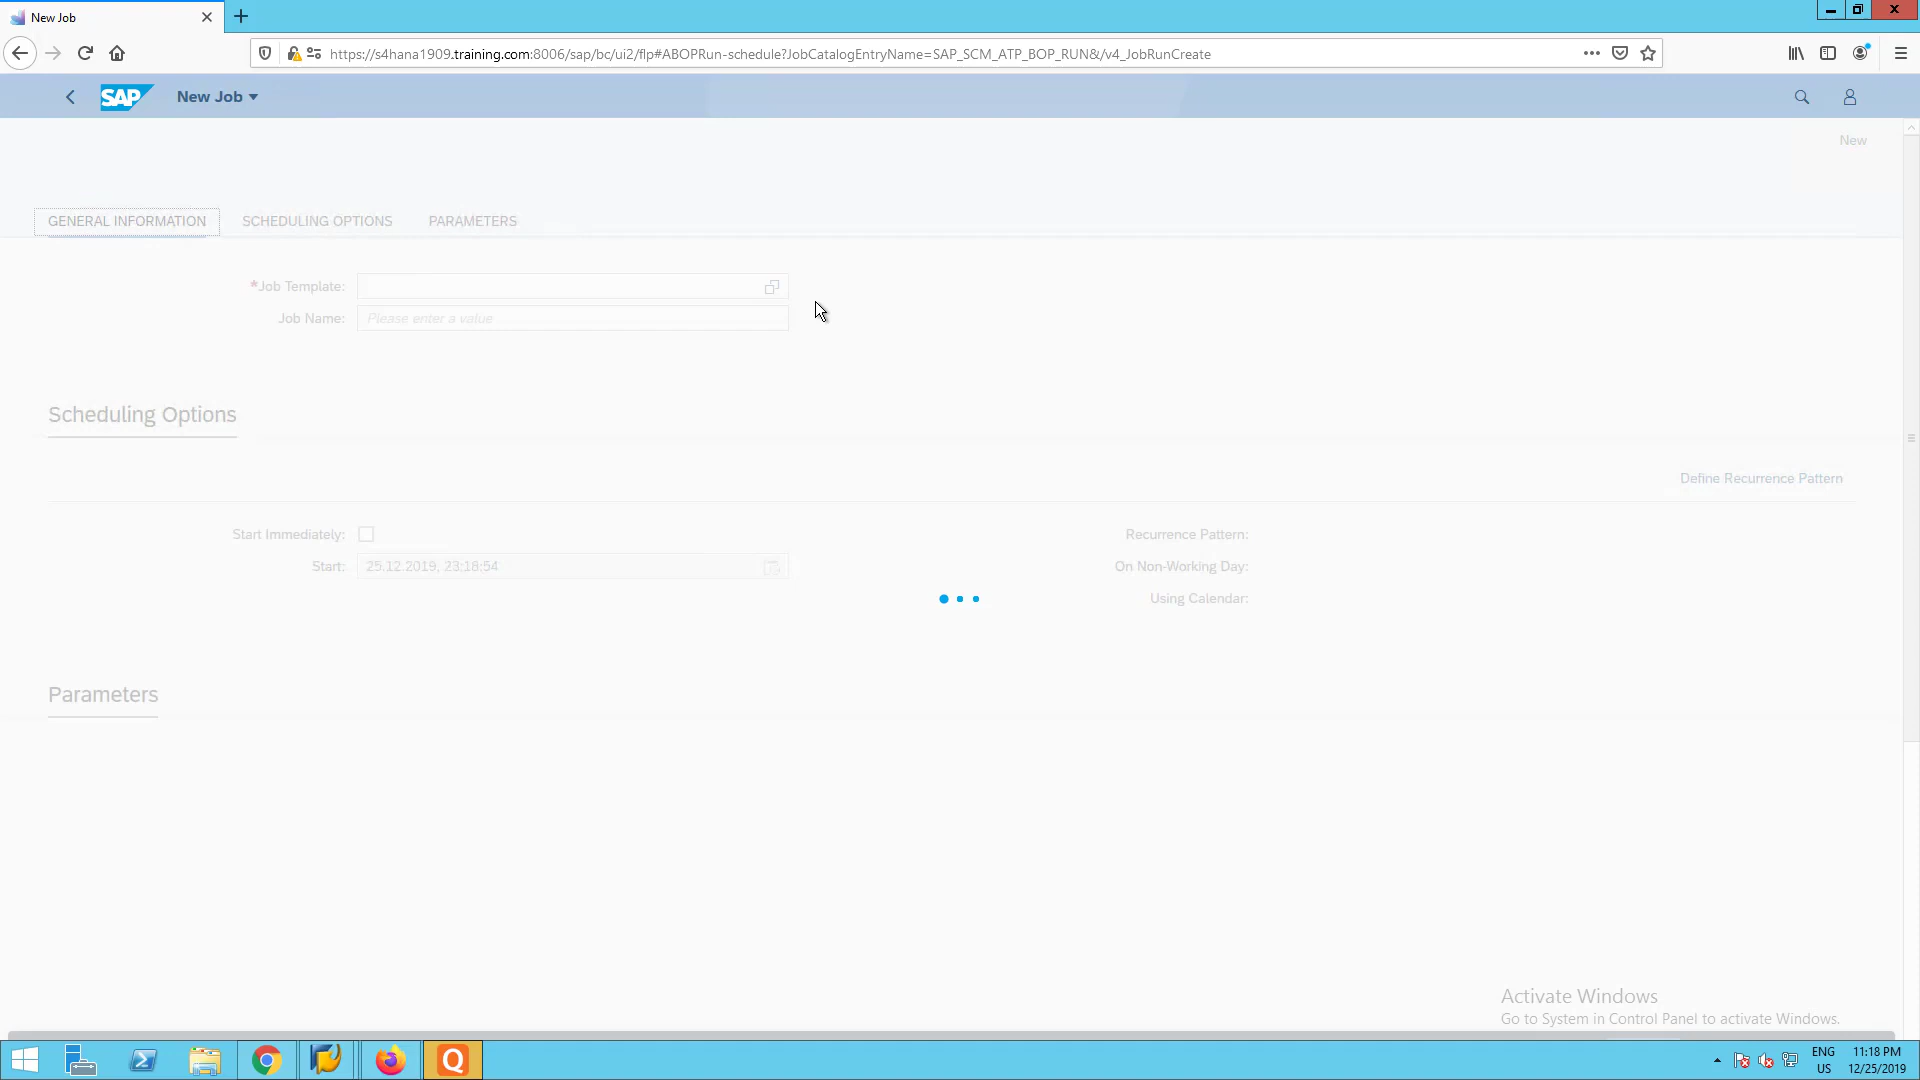 New Job
https://s4hana1909.training.com:8006/sap/bc/ui2/flp#ABOPRun-schedule?JobCatalogEntryName=SAP_SCM_ATP_BOP_RUN&/v4_JobRunCreate
SAP
New Job
New
GENERAL INFORMATION
SCHEDULING OPTIONS
PARAMETERS
*Job Template:
Job Name: Please enter a value
Scheduling Options
Define Recurrence Pattern
Start Immediately:
Recurrence Pattern:
Start: 25.12.2019, 23:18:54
On Non-Working Day:
Using Calendar:
Parameters
Activate Windows
Go to System in Control Panel to activate Windows.
Q
ENG
US
11:18 PM
12/25/2019